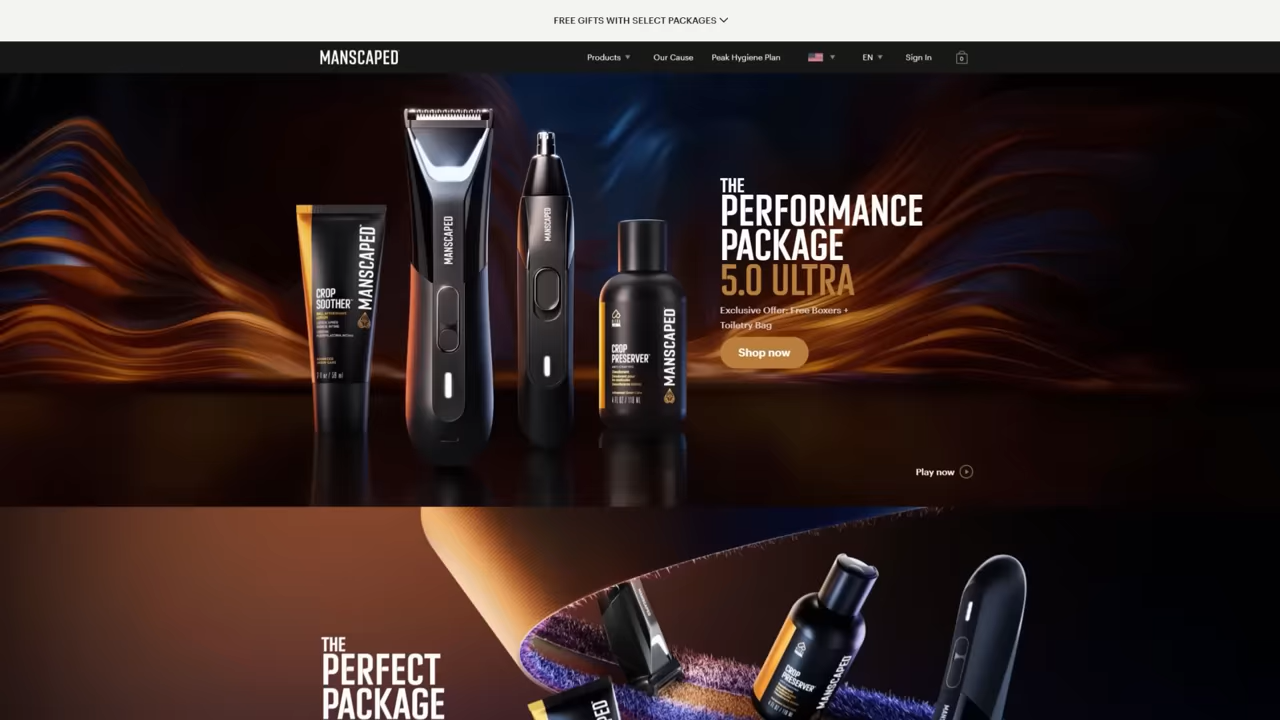 FREE GIFTS WITH SELECT PACKAGES
MANSCAPED
Products
Our Cause
Peak Hygiene Plan
EN
Sign In
0
THE
PERFORMANCE
PACKAGE
5.0 ULTRA
Exclusive Offer: Free Boxers +
Toiletry Bag
Shop now
Play now
CROP
SOOTHER
MANSCAPED
MANSCAPED
MANSCAPED
CROP
PRESERVER
MANSCAPED
THE
PERFECT
PACKAGE
CROP
PRESERVER
MANSCAPED